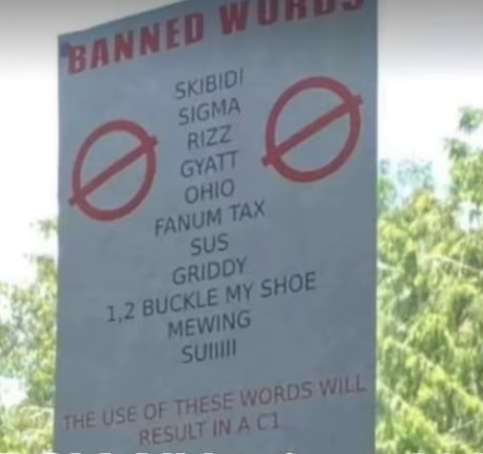 BANNED WORDS
SKIBIDI
SIGMA
RIZZ
GYATT
OHIO
FANUM TAX
SUS
GRIDDY
1,2 BUCKLE MY SHOE
MEWING
SUIIIII
THE USE OF THESE WORDS WILL
RESULT IN A C1